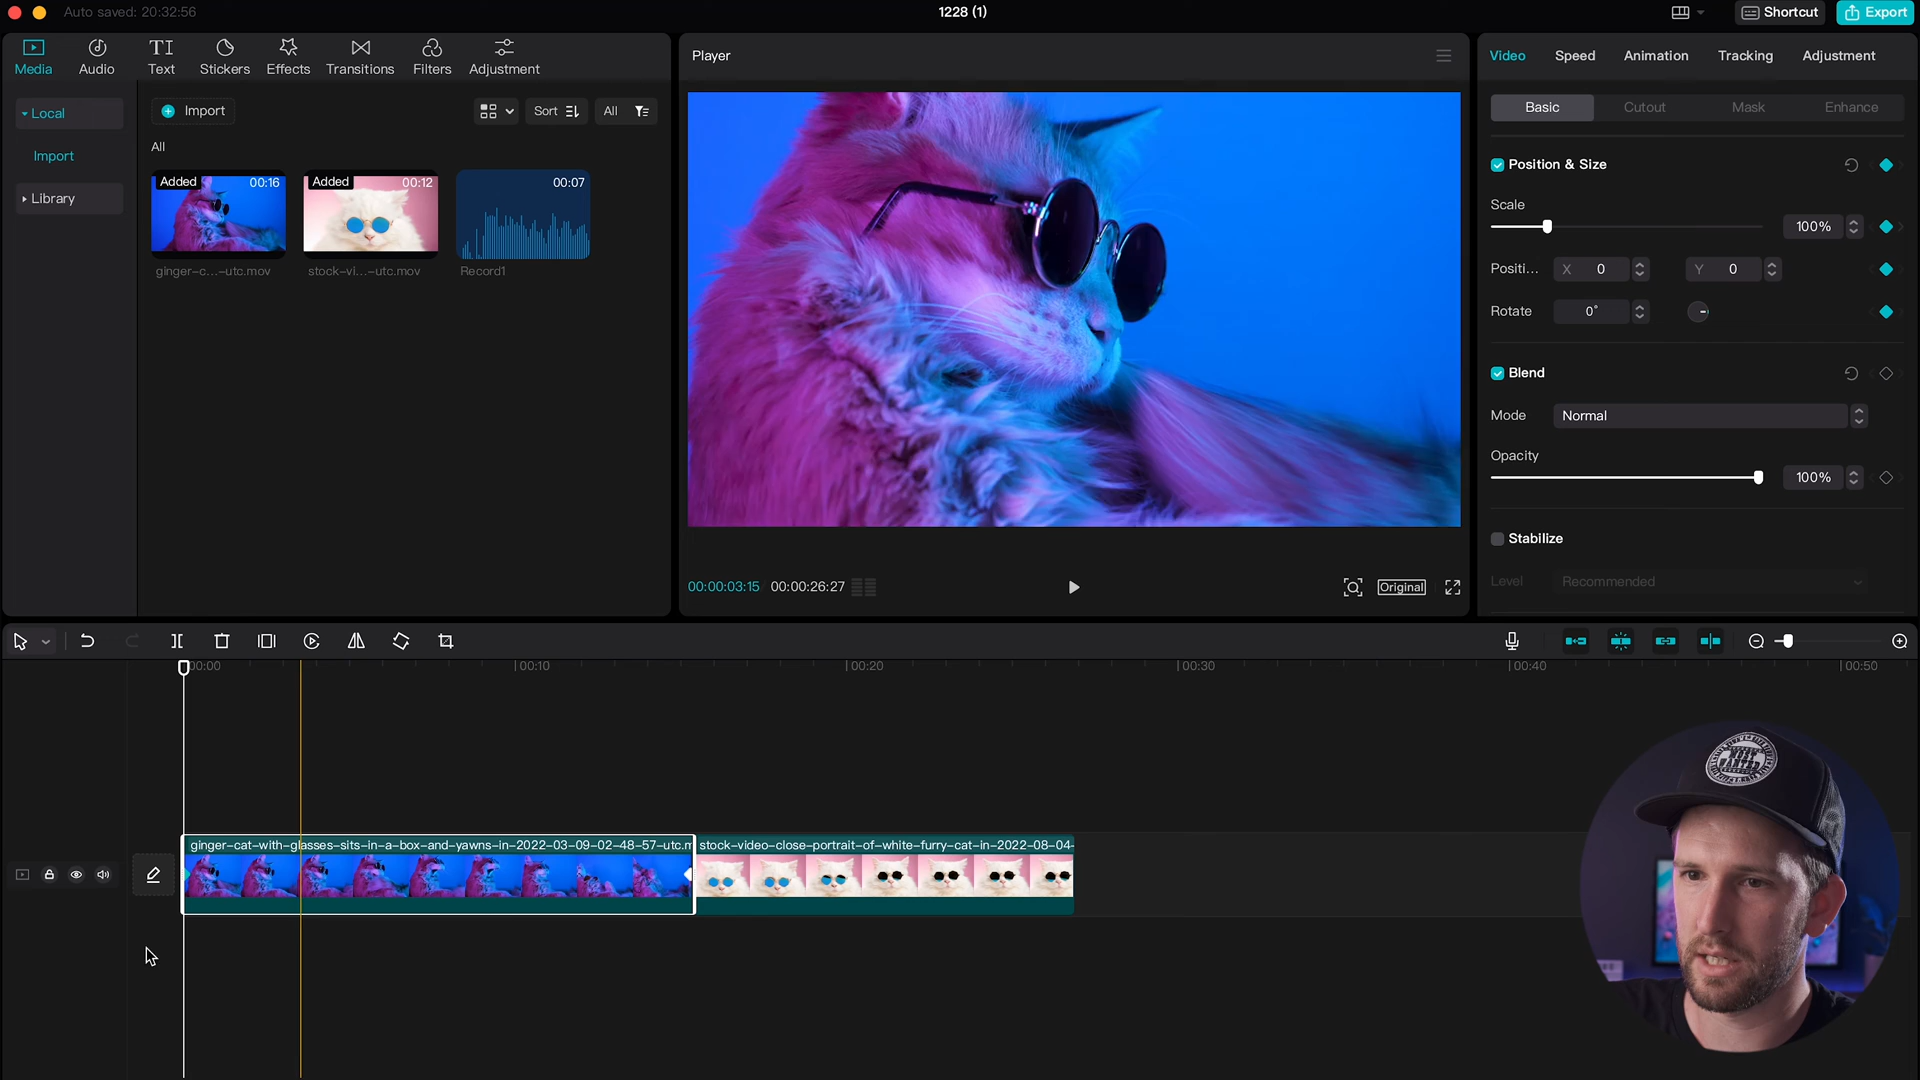 Auto saved: 20:32:56
1228 (1)
Shortcut
Export
Media
Audio
TI
Text
Stickers
Effects
Transitions
Filters
Adjustment
Local
Import
Library
Import
Sort
All
All
Added
00:16
ginger-c...-utc.mov
Added
00:12
stock-vi...-utc.mov
00:07
Record1
Player
00:00:03:15
00:00:26:27
Original
Video
Speed
Animation
Tracking
Adjustment
Basic
Cutout
Mask
Enhance
Position & Size
Scale
100%
Positi...
X 0
Y 0
Rotate
0°
Blend
Mode
Normal
Opacity
100%
Stabilize
Level
Recommended
00:00
00:10
00:20
00:30
00:40
00:50
ginger-cat-with-glasses-sits-in-a-box-and-yawns-in-2022-03-09-02-48-57-utc.m
stock-video-close-portrait-of-white-furry-cat-in-2022-08-04-
MOST
WANTED